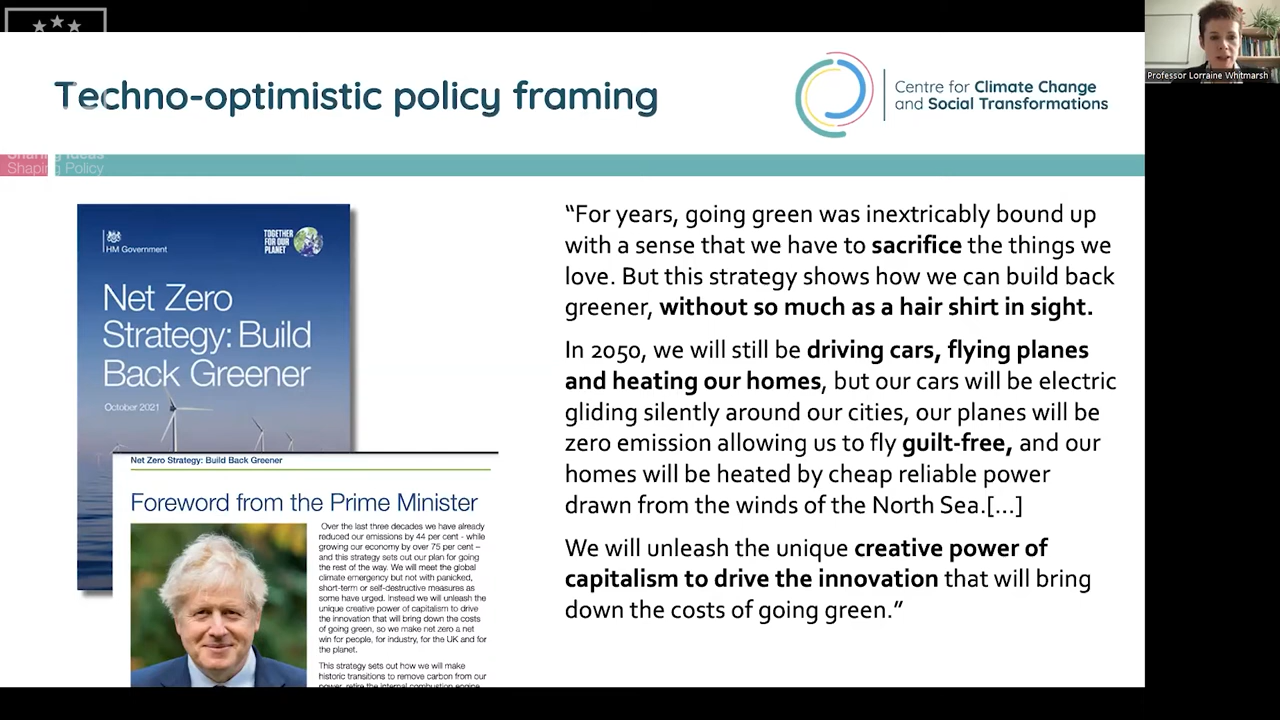 Techno-optimistic policy framing
Centre for Climate Change
and Social Transformations
Professor Lorraine Whitmarsh
Sharing Ideas
Shaping Policy
HM Government
TOGETHER
FOR OUR
PLANET
Net Zero
Strategy: Build
Back Greener
October 2021
Net Zero Strategy: Build Back Greener
Foreword from the Prime Minister
Over the last three decades we have already
reduced our emissions by 44 per cent - while
growing our economy by over 75 per cent –
and this strategy sets out our plan for going
the rest of the way. We will meet the global
climate emergency but not with panicked,
short-term or self-destructive measures as
some have urged. Instead we will unleash the
unique creative power of capitalism to drive
the innovation that will bring down the costs
of going green, so we make net zero a net
win for people, for industry, for the UK and for
the planet.
This strategy sets out how we will make
historic transitions to remove carbon from our
power, retire the internal combustion engine
“For years, going green was inextricably bound up
with a sense that we have to sacrifice the things we
love. But this strategy shows how we can build back
greener, without so much as a hair shirt in sight.
In 2050, we will still be driving cars, flying planes
and heating our homes, but our cars will be electric
gliding silently around our cities, our planes will be
zero emission allowing us to fly guilt-free, and our
homes will be heated by cheap reliable power
drawn from the winds of the North Sea.[…]
We will unleash the unique creative power of
capitalism to drive the innovation that will bring
down the costs of going green.”